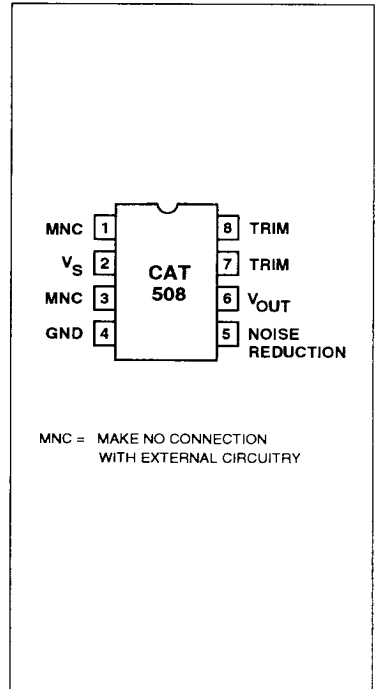 MNC 1 8 TRIM
VS 2 7 TRIM
CAT
508
MNC 3 6 VOUT
GND 4 5 NOISE
REDUCTION
MNC = MAKE NO CONNECTION
WITH EXTERNAL CIRCUITRY